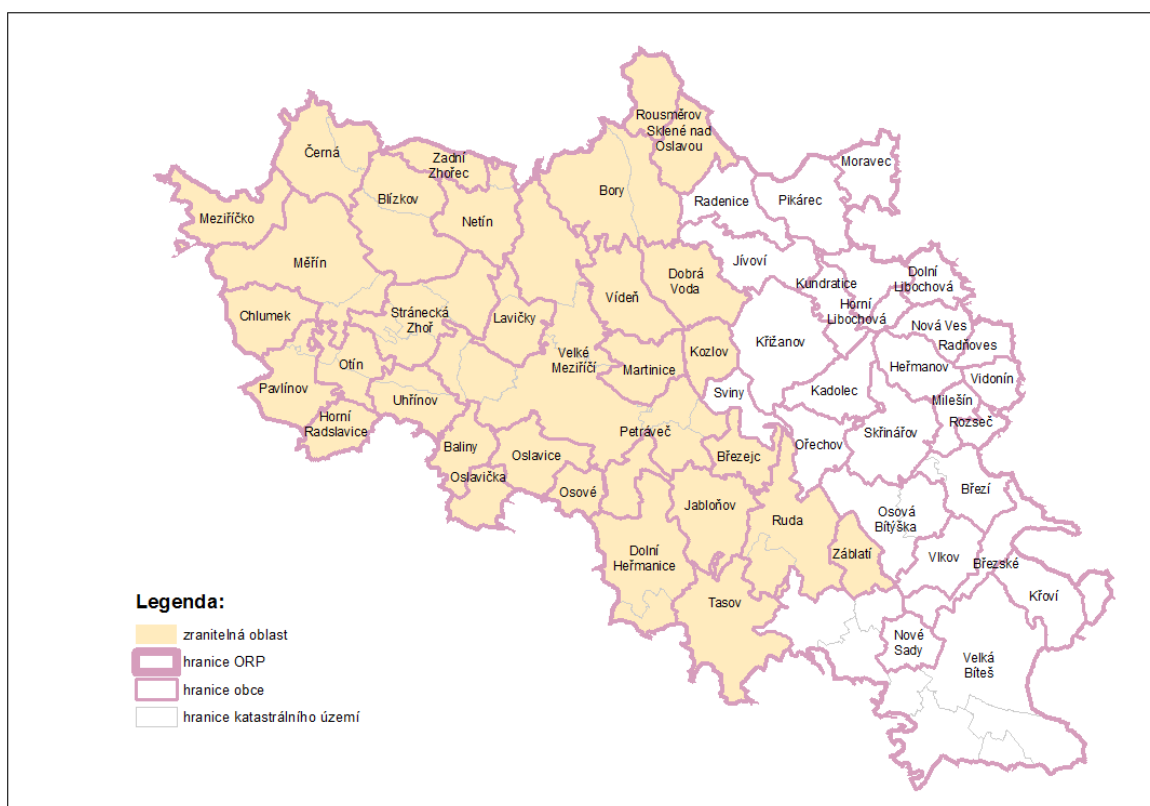 Rousměrov
Sklené nad
Oslavou
Černá
Zadní
Zhořec
Moravec
Bory
Blízkov
Radenice
Pikárec
Meziříčko
Netín
Měřín
Jívoví
Dobrá
Voda
Dolní
Libochová
Kundratice
Vídeň
Horní
Libochová
Chlumek
Stránecká
Zhoř
Lavičky
Nová Ves
Radňoves
Křižanov
Velké
Meziříčí
Kozlov
Otín
Martinice
Heřmanov
Vidonín
Pavlínov
Sviny
Kadolec
Uhřínov
Milešín
Horní
Radslavice
Rozseč
Petráveč
Skřinářov
Ořechov
Baliny
Oslavice
Březejc
Oslavička
Březí
Osové
Jabloňov
Osová
Bítýška
Ruda
Dolní
Heřmanice
Záblatí
Vlkov
Březské
Křoví
Tasov
Nové
Sady
Velká
Bíteš
Legenda:
zranitelná oblast
hranice ORP
hranice obce
hranice katastrálního území